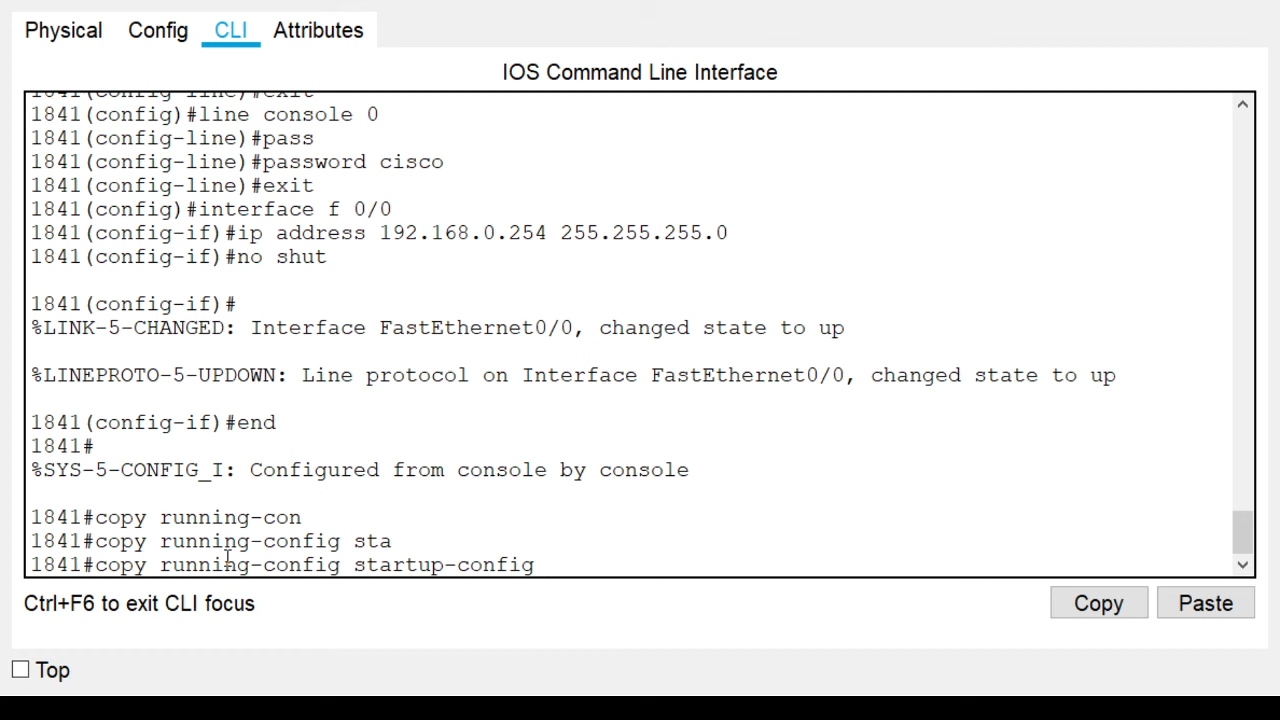 Physical Config CLI Attributes
IOS Command Line Interface
1841(config-line)#exit
1841(config)#line console 0
1841(config-line)#pass
1841(config-line)#password cisco
1841(config-line)#exit
1841(config)#interface f 0/0
1841(config-if)#ip address 192.168.0.254 255.255.255.0
1841(config-if)#no shut
1841(config-if)#
%LINK-5-CHANGED: Interface FastEthernet0/0, changed state to up
%LINEPROTO-5-UPDOWN: Line protocol on Interface FastEthernet0/0, changed state to up
1841(config-if)#end
1841#
%SYS-5-CONFIG_I: Configured from console by console
1841#copy running-con
1841#copy running-config sta
1841#copy running-config startup-config
Ctrl+F6 to exit CLI focus
Copy Paste
Top